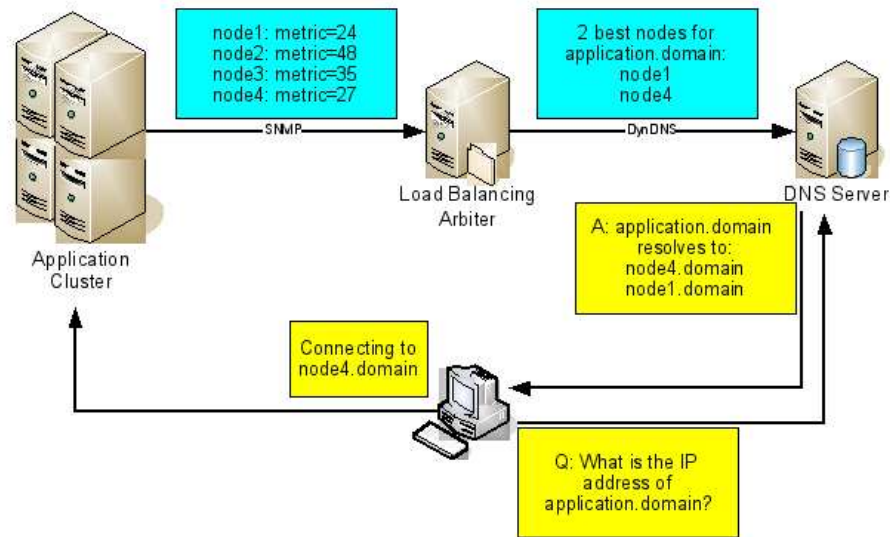 node1: metric=24
node2: metric=48
node3: metric=35
node4: metric=27
SNMP
2 best nodes for
application.domain:
node1
node4
DynDNS
Load Balancing
Arbiter
DNS Server
Application
Cluster
A: application.domain
resolves to:
node4.domain
node1.domain
Connecting to
node4.domain
Q: What is the IP
address of
application.domain?